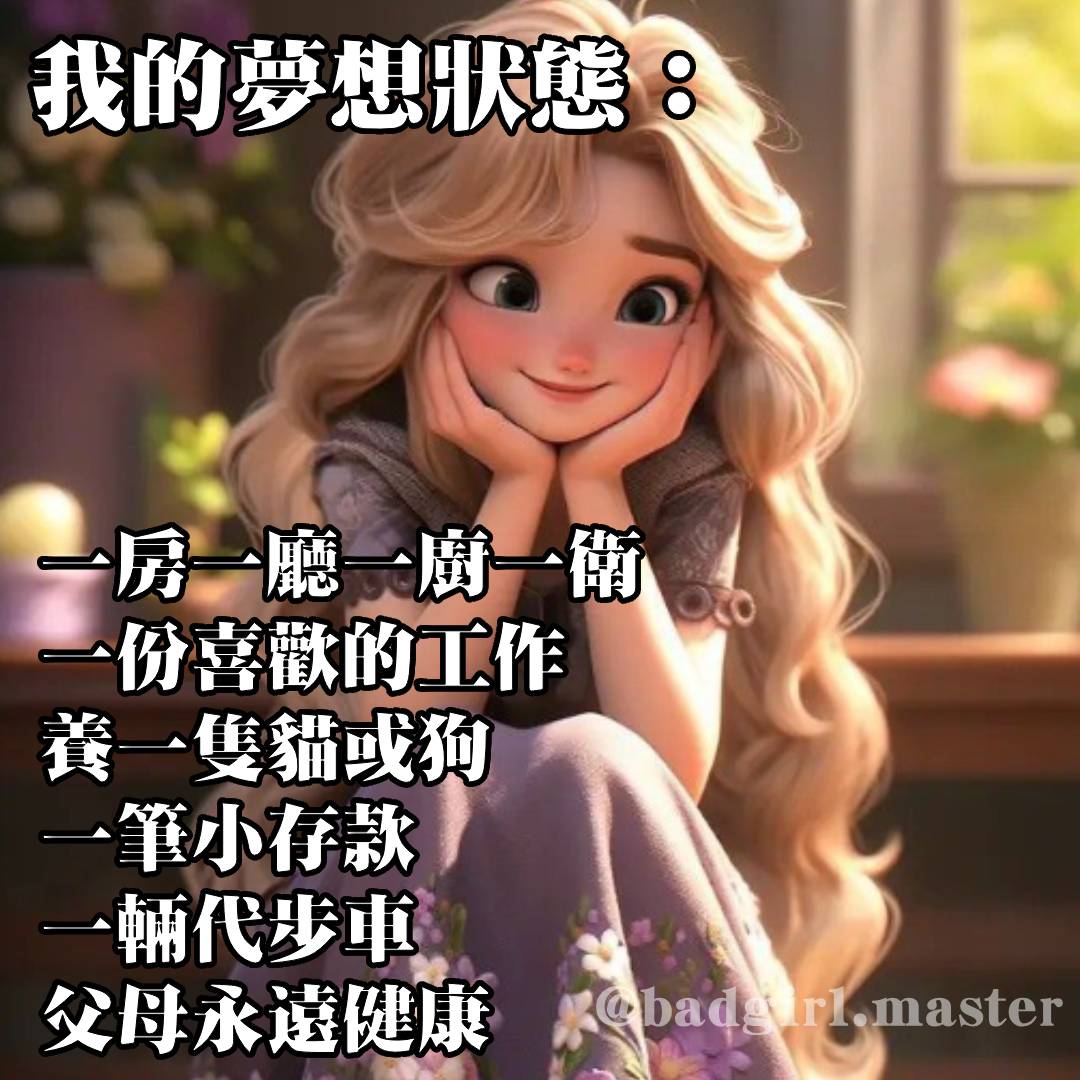 我的夢想狀態：
一房一廳一廚一衛
一份喜歡的工作
養一隻貓或狗
一筆小存款
一輛代步車
父母永遠健康
@badgirl.master